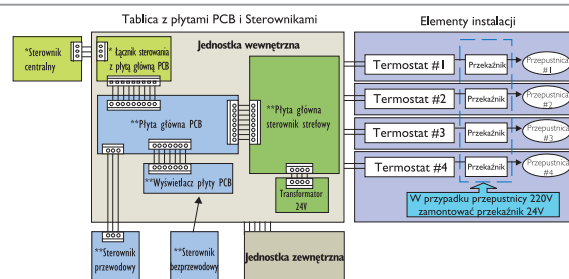 Tablica z płytami PCB i Sterownikami
Elementy instalacji
*Sterownik
centralny
* Łącznik sterowania
z płytą główną PCB
Jednostka wewnętrzna
**Płyta główna PCB
**Płyta główna
sterownik strefowy
**Wyświetlacz płyty PCB
Transformator
24V
**Sterownik
przewodowy
**Sterownik
bezprzewodowy
Jednostka zewnętrzna
Termostat #1
Przekaźnik
Przepustnica
#1
Termostat #2
Przekaźnik
Przepustnica
#2
Termostat #3
Przekaźnik
Przepustnica
#3
Termostat #4
Przekaźnik
Przepustnica
#4
W przypadku przepustnicy 220V
zamontować przekaźnik 24V